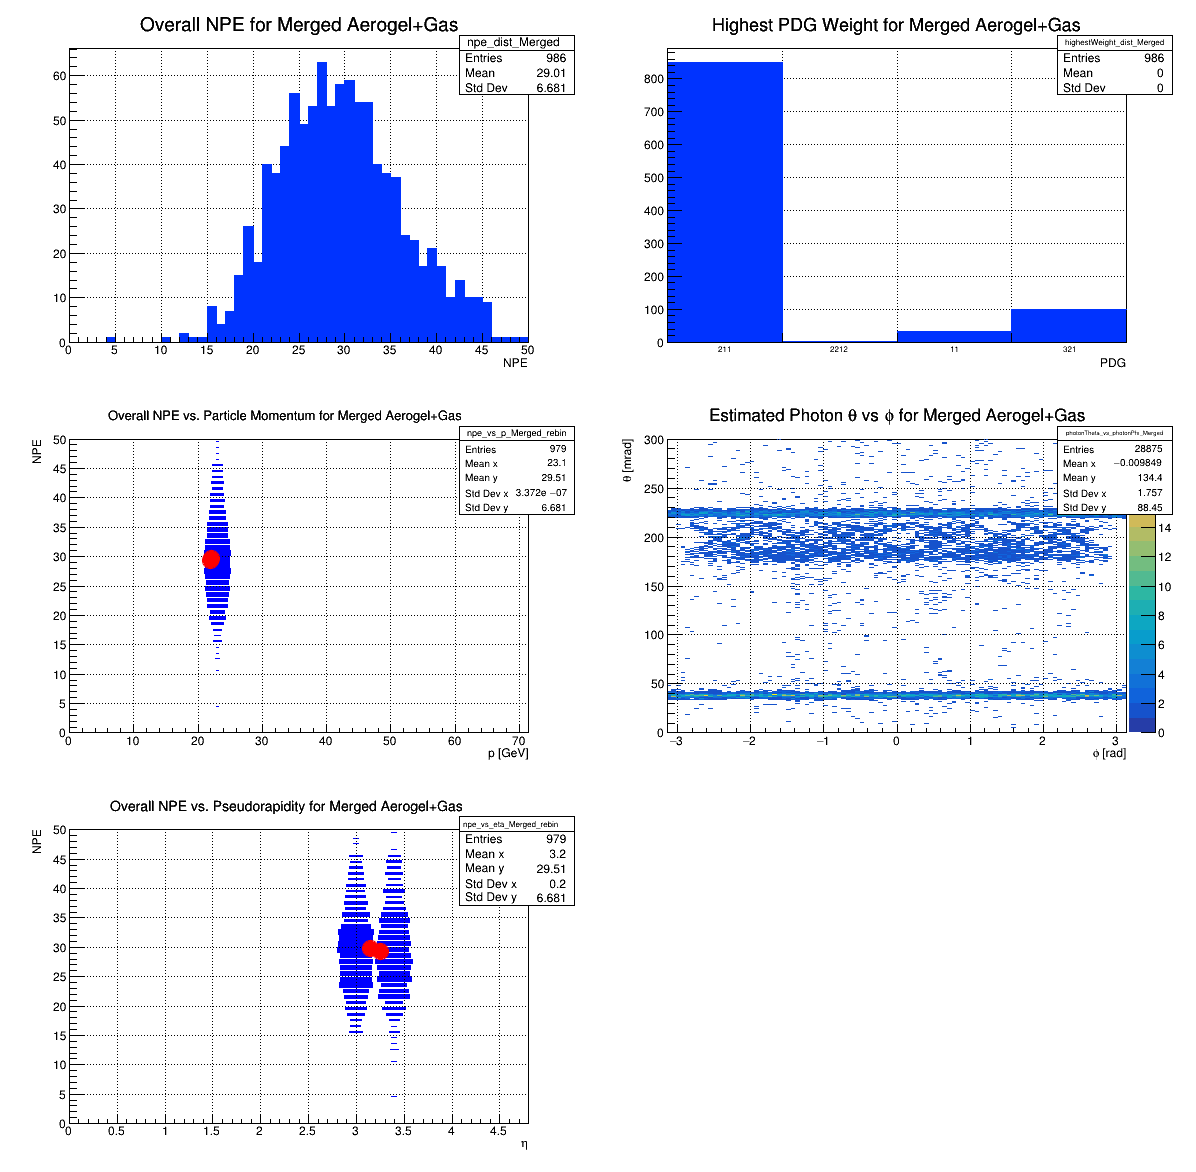 Overall NPE for Merged Aerogel+Gas
npe_dist_Merged
Entries 986
Mean 29.01
Std Dev 6.681
60
50
40
30
20
10
0
0 5 10 15 20 25 30 35 40 45 50
NPE
Highest PDG Weight for Merged Aerogel+Gas
highestWeight_dist_Merged
Entries 986
Mean 0
Std Dev 0
800
700
600
500
400
300
200
100
0
211 2212 11 321
PDG
Overall NPE vs. Particle Momentum for Merged Aerogel+Gas
npe_vs_p_Merged_rebin
Entries 979
Mean x 23.1
Mean y 29.51
Std Dev x 3.372e −07
Std Dev y 6.681
NPE
50
45
40
35
30
25
20
15
10
5
0
0 10 20 30 40 50 60 70
p [GeV]
Estimated Photon θ vs ϕ for Merged Aerogel+Gas
photonTheta_vs_photonPhi_Merged
Entries 28875
Mean x −0.009849
Mean y 134.4
Std Dev x 1.757
Std Dev y 88.45
θ [mrad]
300
250
200
150
100
50
0
−3 −2 −1 0 1 2 3
ϕ [rad]
14
12
10
8
6
4
2
0
Overall NPE vs. Pseudorapidity for Merged Aerogel+Gas
npe_vs_eta_Merged_rebin
Entries 979
Mean x 3.2
Mean y 29.51
Std Dev x 0.2
Std Dev y 6.681
NPE
50
45
40
35
30
25
20
15
10
5
0
0 0.5 1 1.5 2 2.5 3 3.5 4 4.5
η